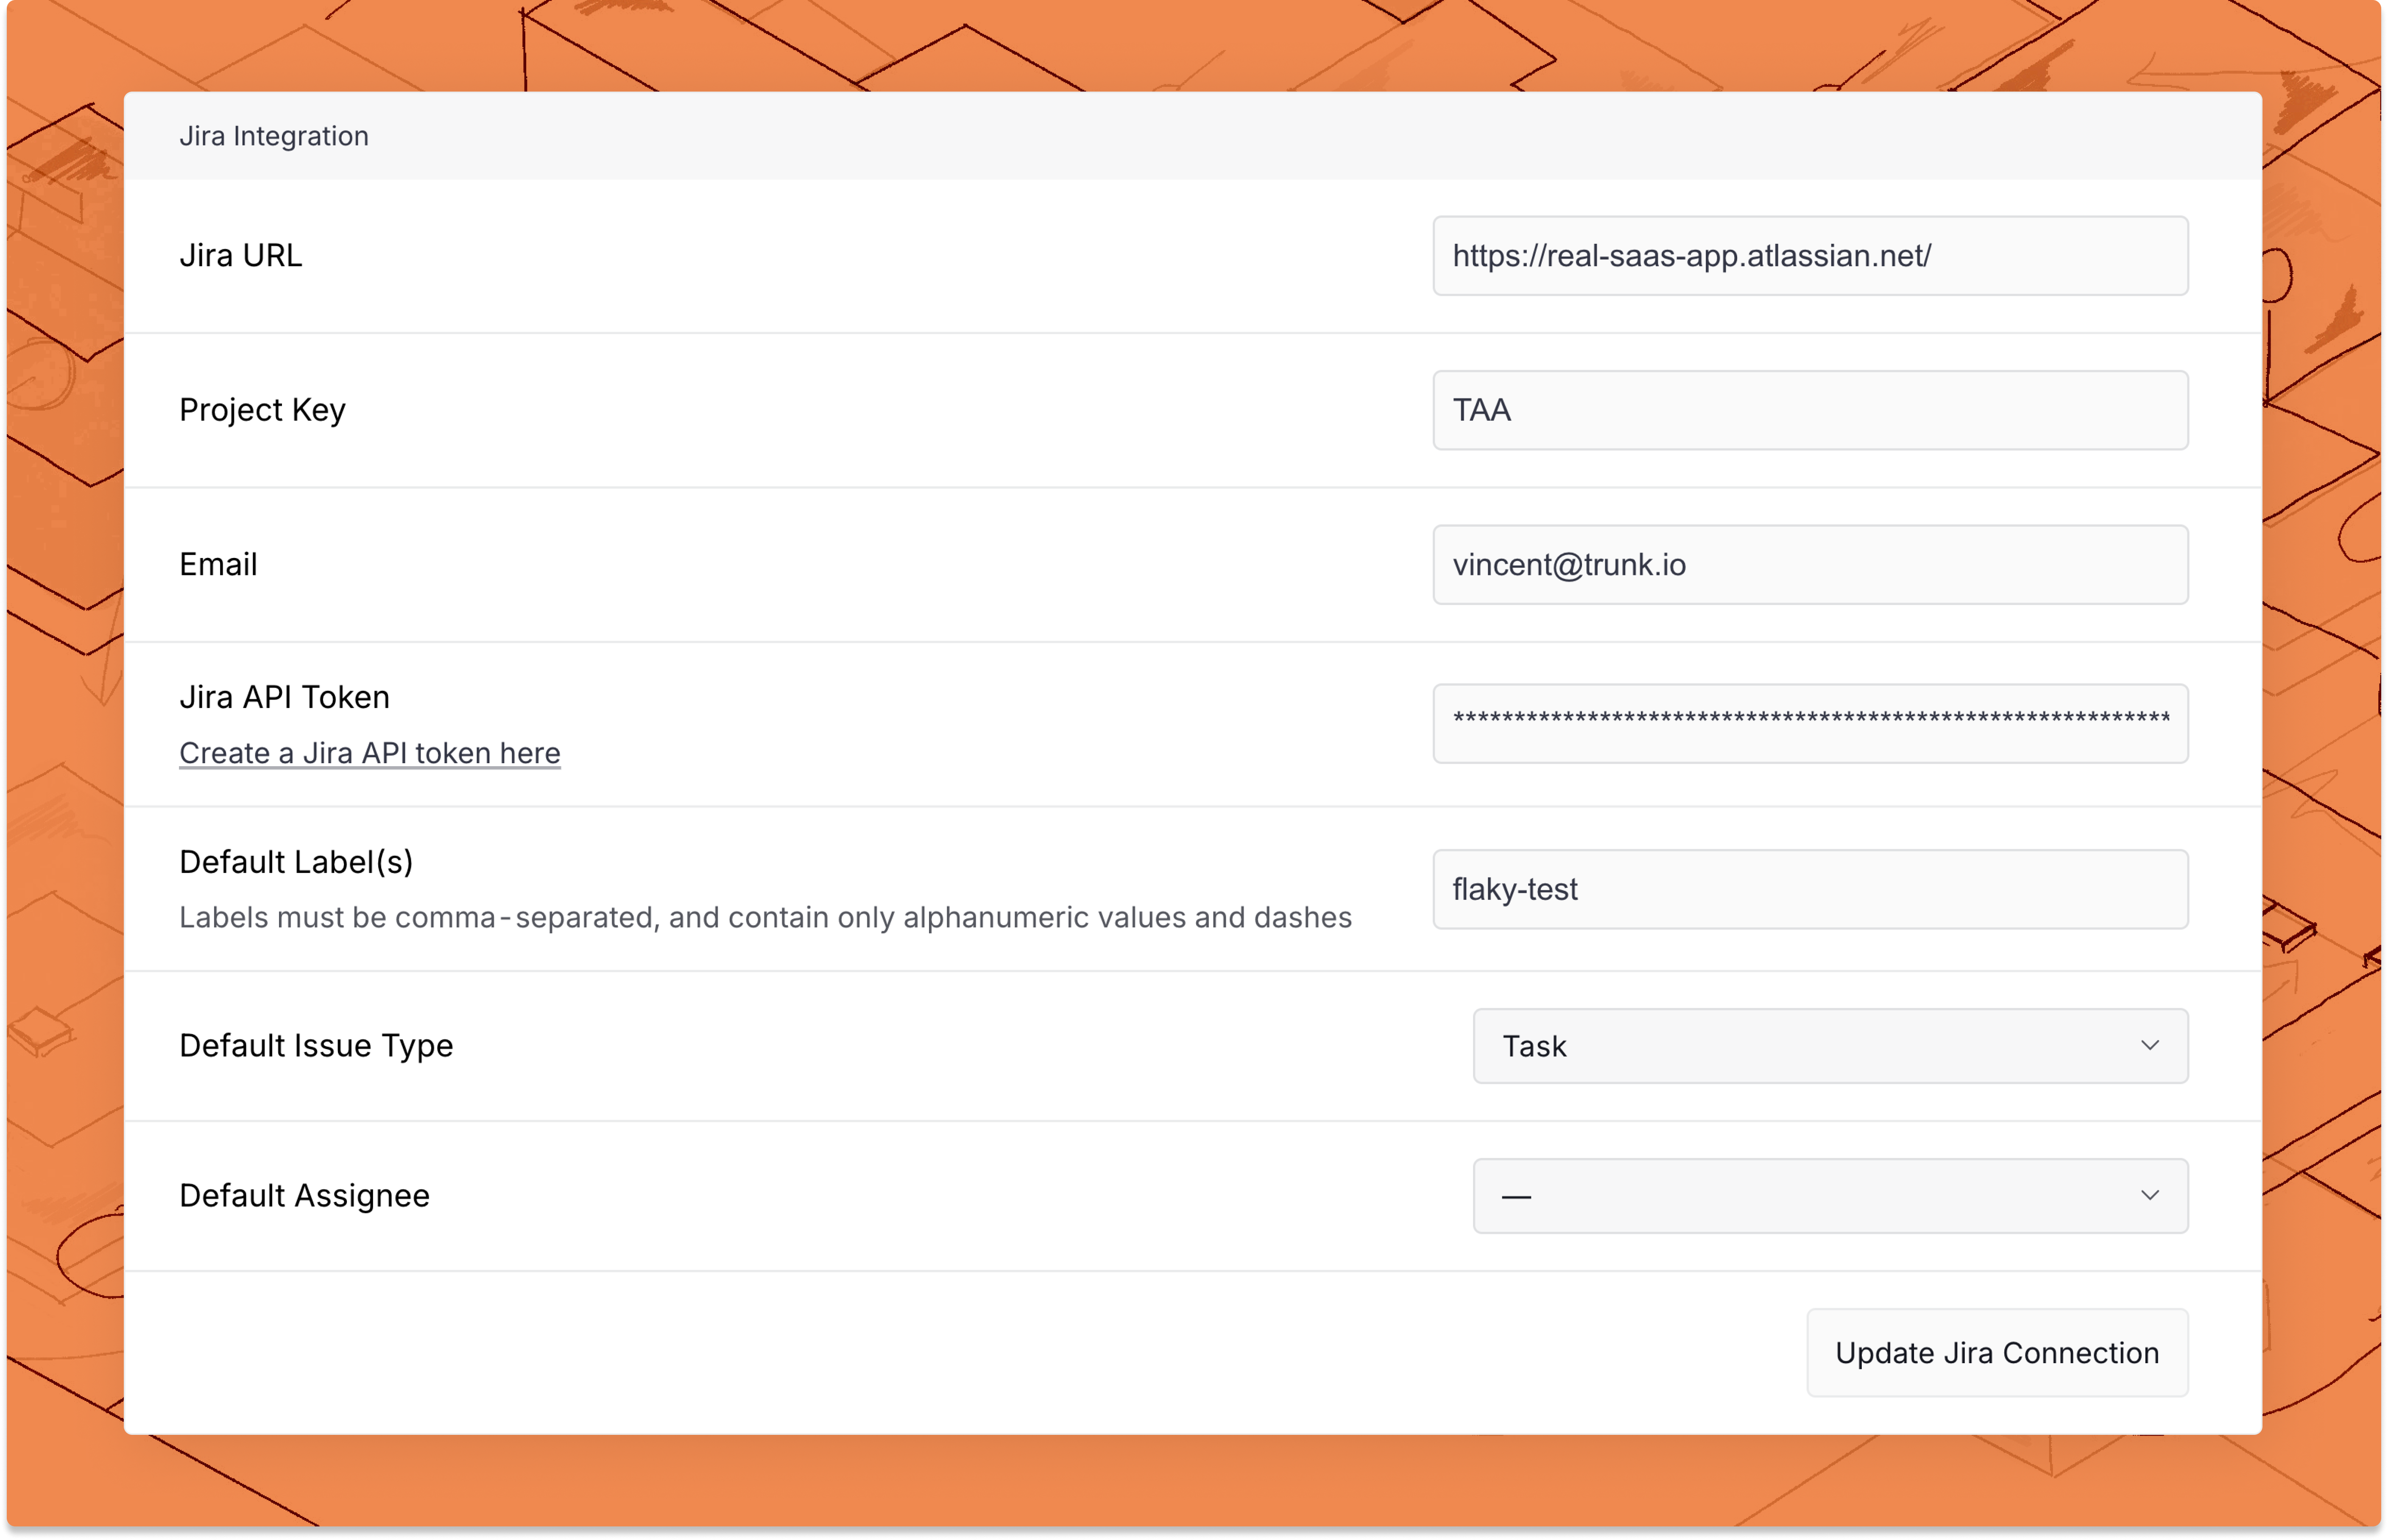 Jira Integration
Jira URL
https://real-saas-app.atlassian.net/
Project Key
TAA
Email
vincent@trunk.io
Jira API Token
Create a Jira API token here
***********************************************************
Default Label(s)
Labels must be comma-separated, and contain only alphanumeric values and dashes
flaky-test
Default Issue Type
Task
Default Assignee
—
Update Jira Connection